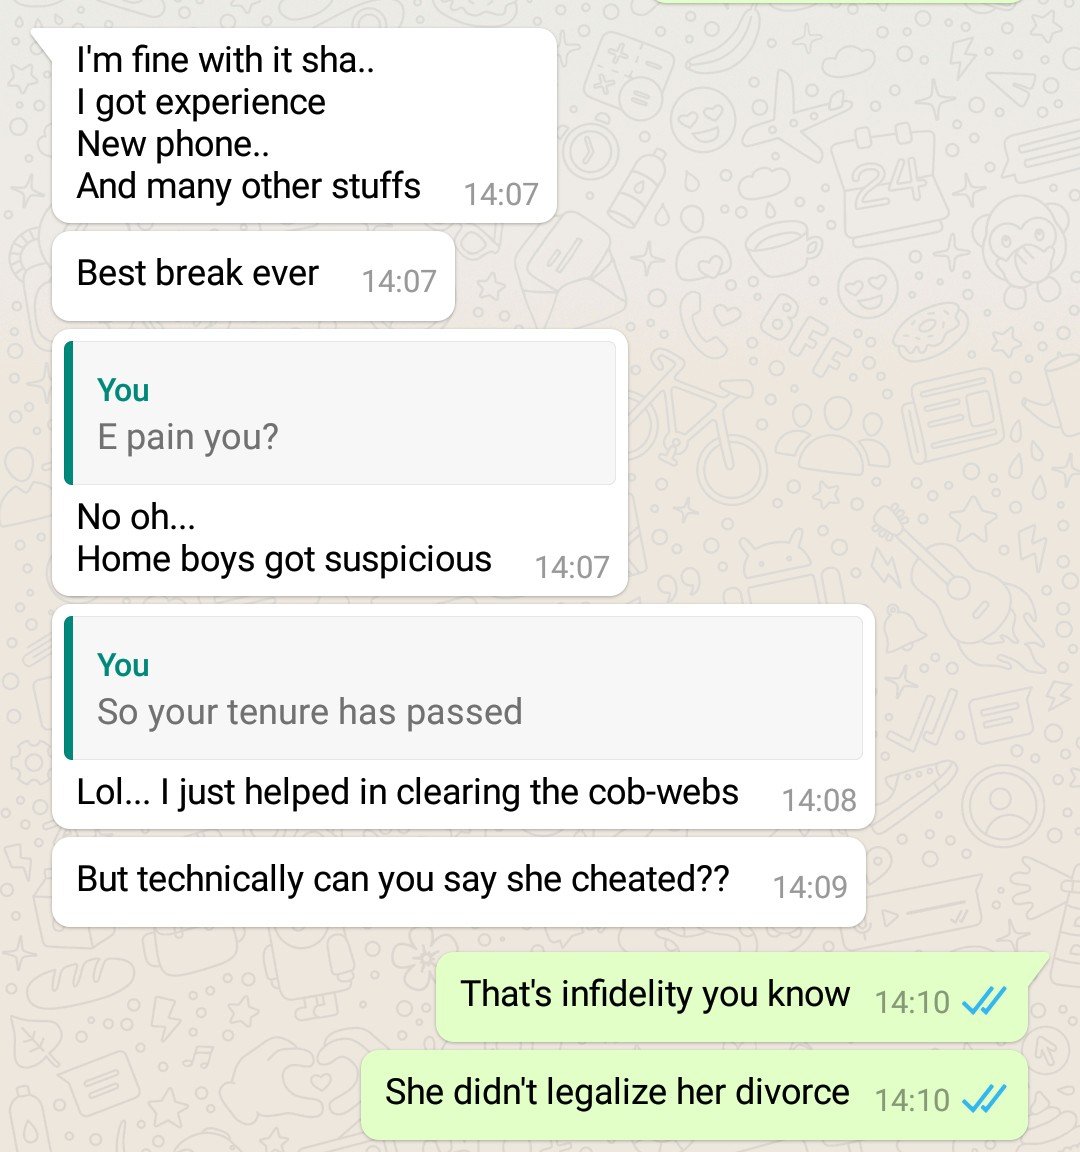 I'm fine with it sha..
I got experience
New phone..
And many other stuffs 14:07
Best break ever 14:07
You
E pain you?
No oh...
Home boys got suspicious 14:07
You
So your tenure has passed
Lol... I just helped in clearing the cob-webs 14:08
But technically can you say she cheated?? 14:09
That's infidelity you know 14:10
She didn't legalize her divorce 14:10